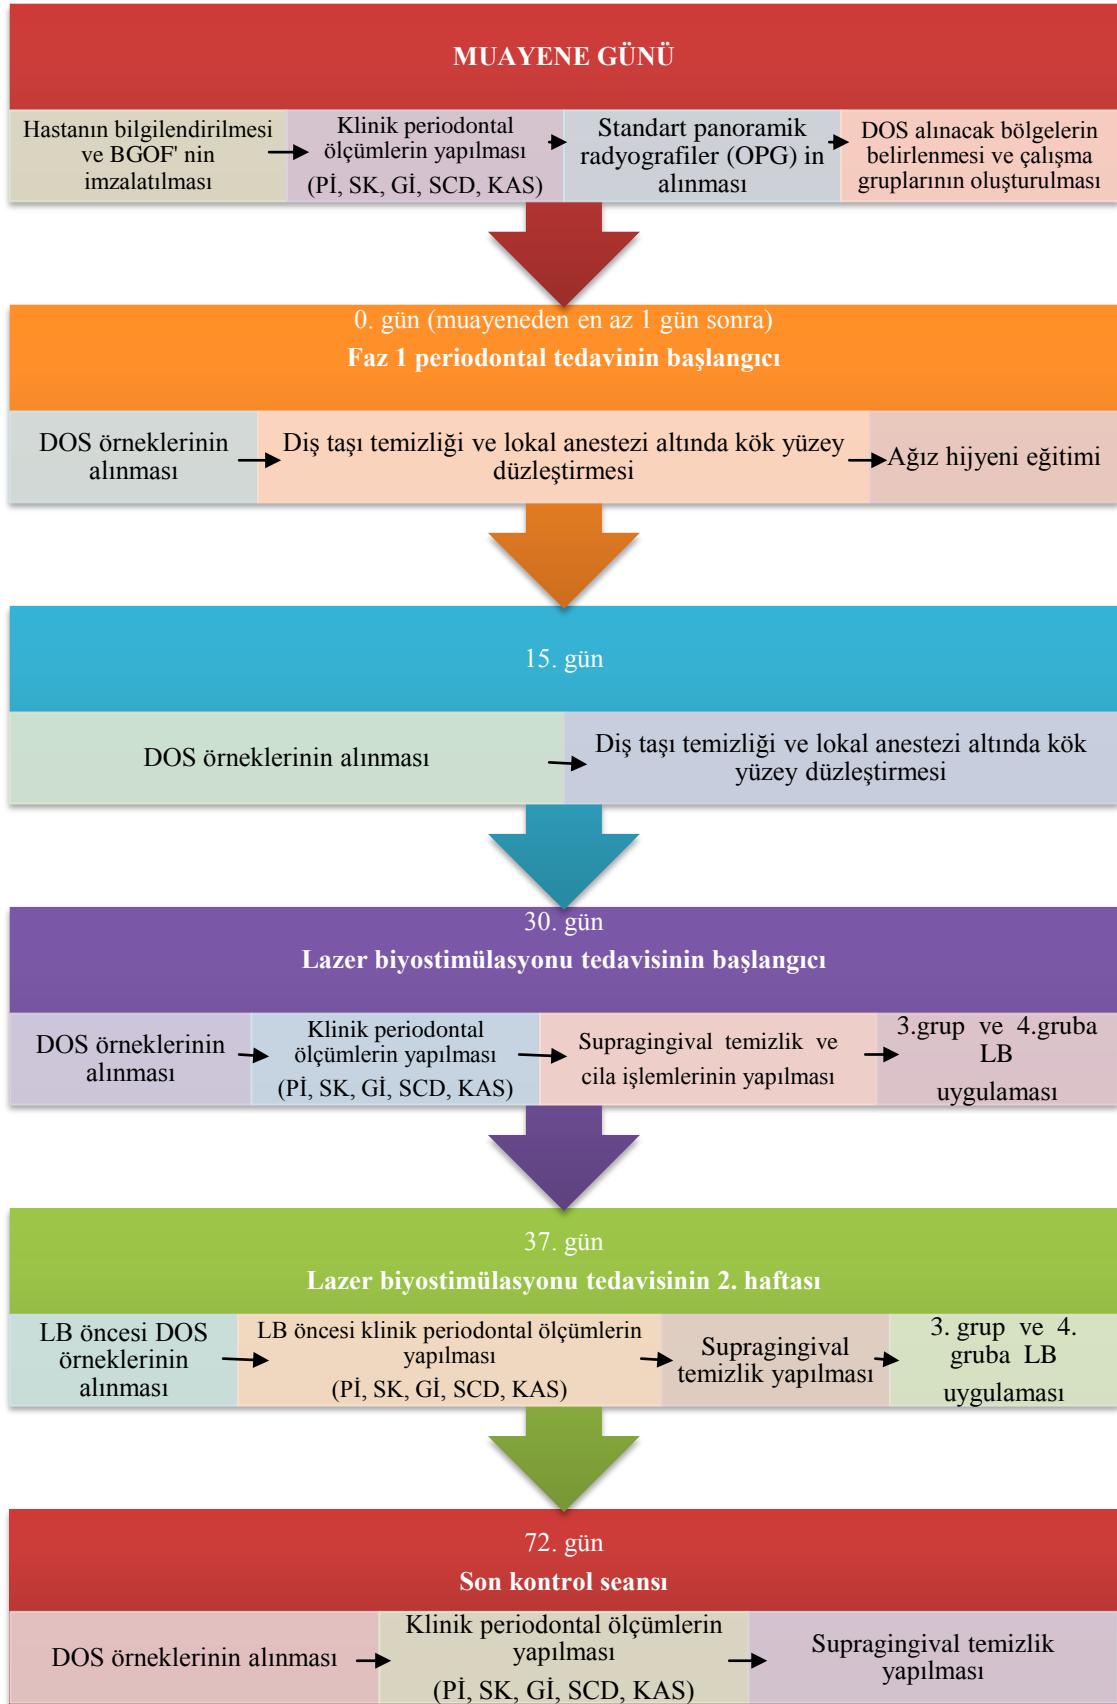 MUAYENE GÜNÜ
Hastanın bilgilendirilmesi
ve BGOF' nin
imzalatılması
Klinik periodontal
ölçümlerin yapılması
(Pİ, SK, Gİ, SCD, KAS)
Standart panoramik
radyografiler (OPG) in
alınması
DOS alınacak bölgelerin
belirlenmesi ve çalışma
gruplarının oluşturulması
0. gün (muayeneden en az 1 gün sonra)
Faz 1 periodontal tedavinin başlangıcı
DOS örneklerinin
alınması
Diş taşı temizliği ve lokal anestezi altında kök yüzey
düzleştirmesi
Ağız hijyeni eğitimi
15. gün
DOS örneklerinin alınması
Diş taşı temizliği ve lokal anestezi altında kök
yüzey düzleştirmesi
30. gün
Lazer biyostimülasyonu tedavisinin başlangıcı
DOS örneklerinin
alınması
Klinik periodontal
ölçümlerin yapılması
(Pİ, SK, Gİ, SCD, KAS)
Supragingival temizlik ve
cila işlemlerinin yapılması
3.grup ve 4.gruba
LB
uygulaması
37. gün
Lazer biyostimülasyonu tedavisinin 2. haftası
LB öncesi DOS
örneklerinin
alınması
LB öncesi klinik periodontal ölçümlerin
yapılması
(Pİ, SK, Gİ, SCD, KAS)
Supragingival
temizlik yapılması
3. grup ve 4.
gruba LB
uygulaması
72. gün
Son kontrol seansı
DOS örneklerinin alınması
Klinik periodontal ölçümlerin
yapılması
(Pİ, SK, Gİ, SCD, KAS)
Supragingival temizlik
yapılması